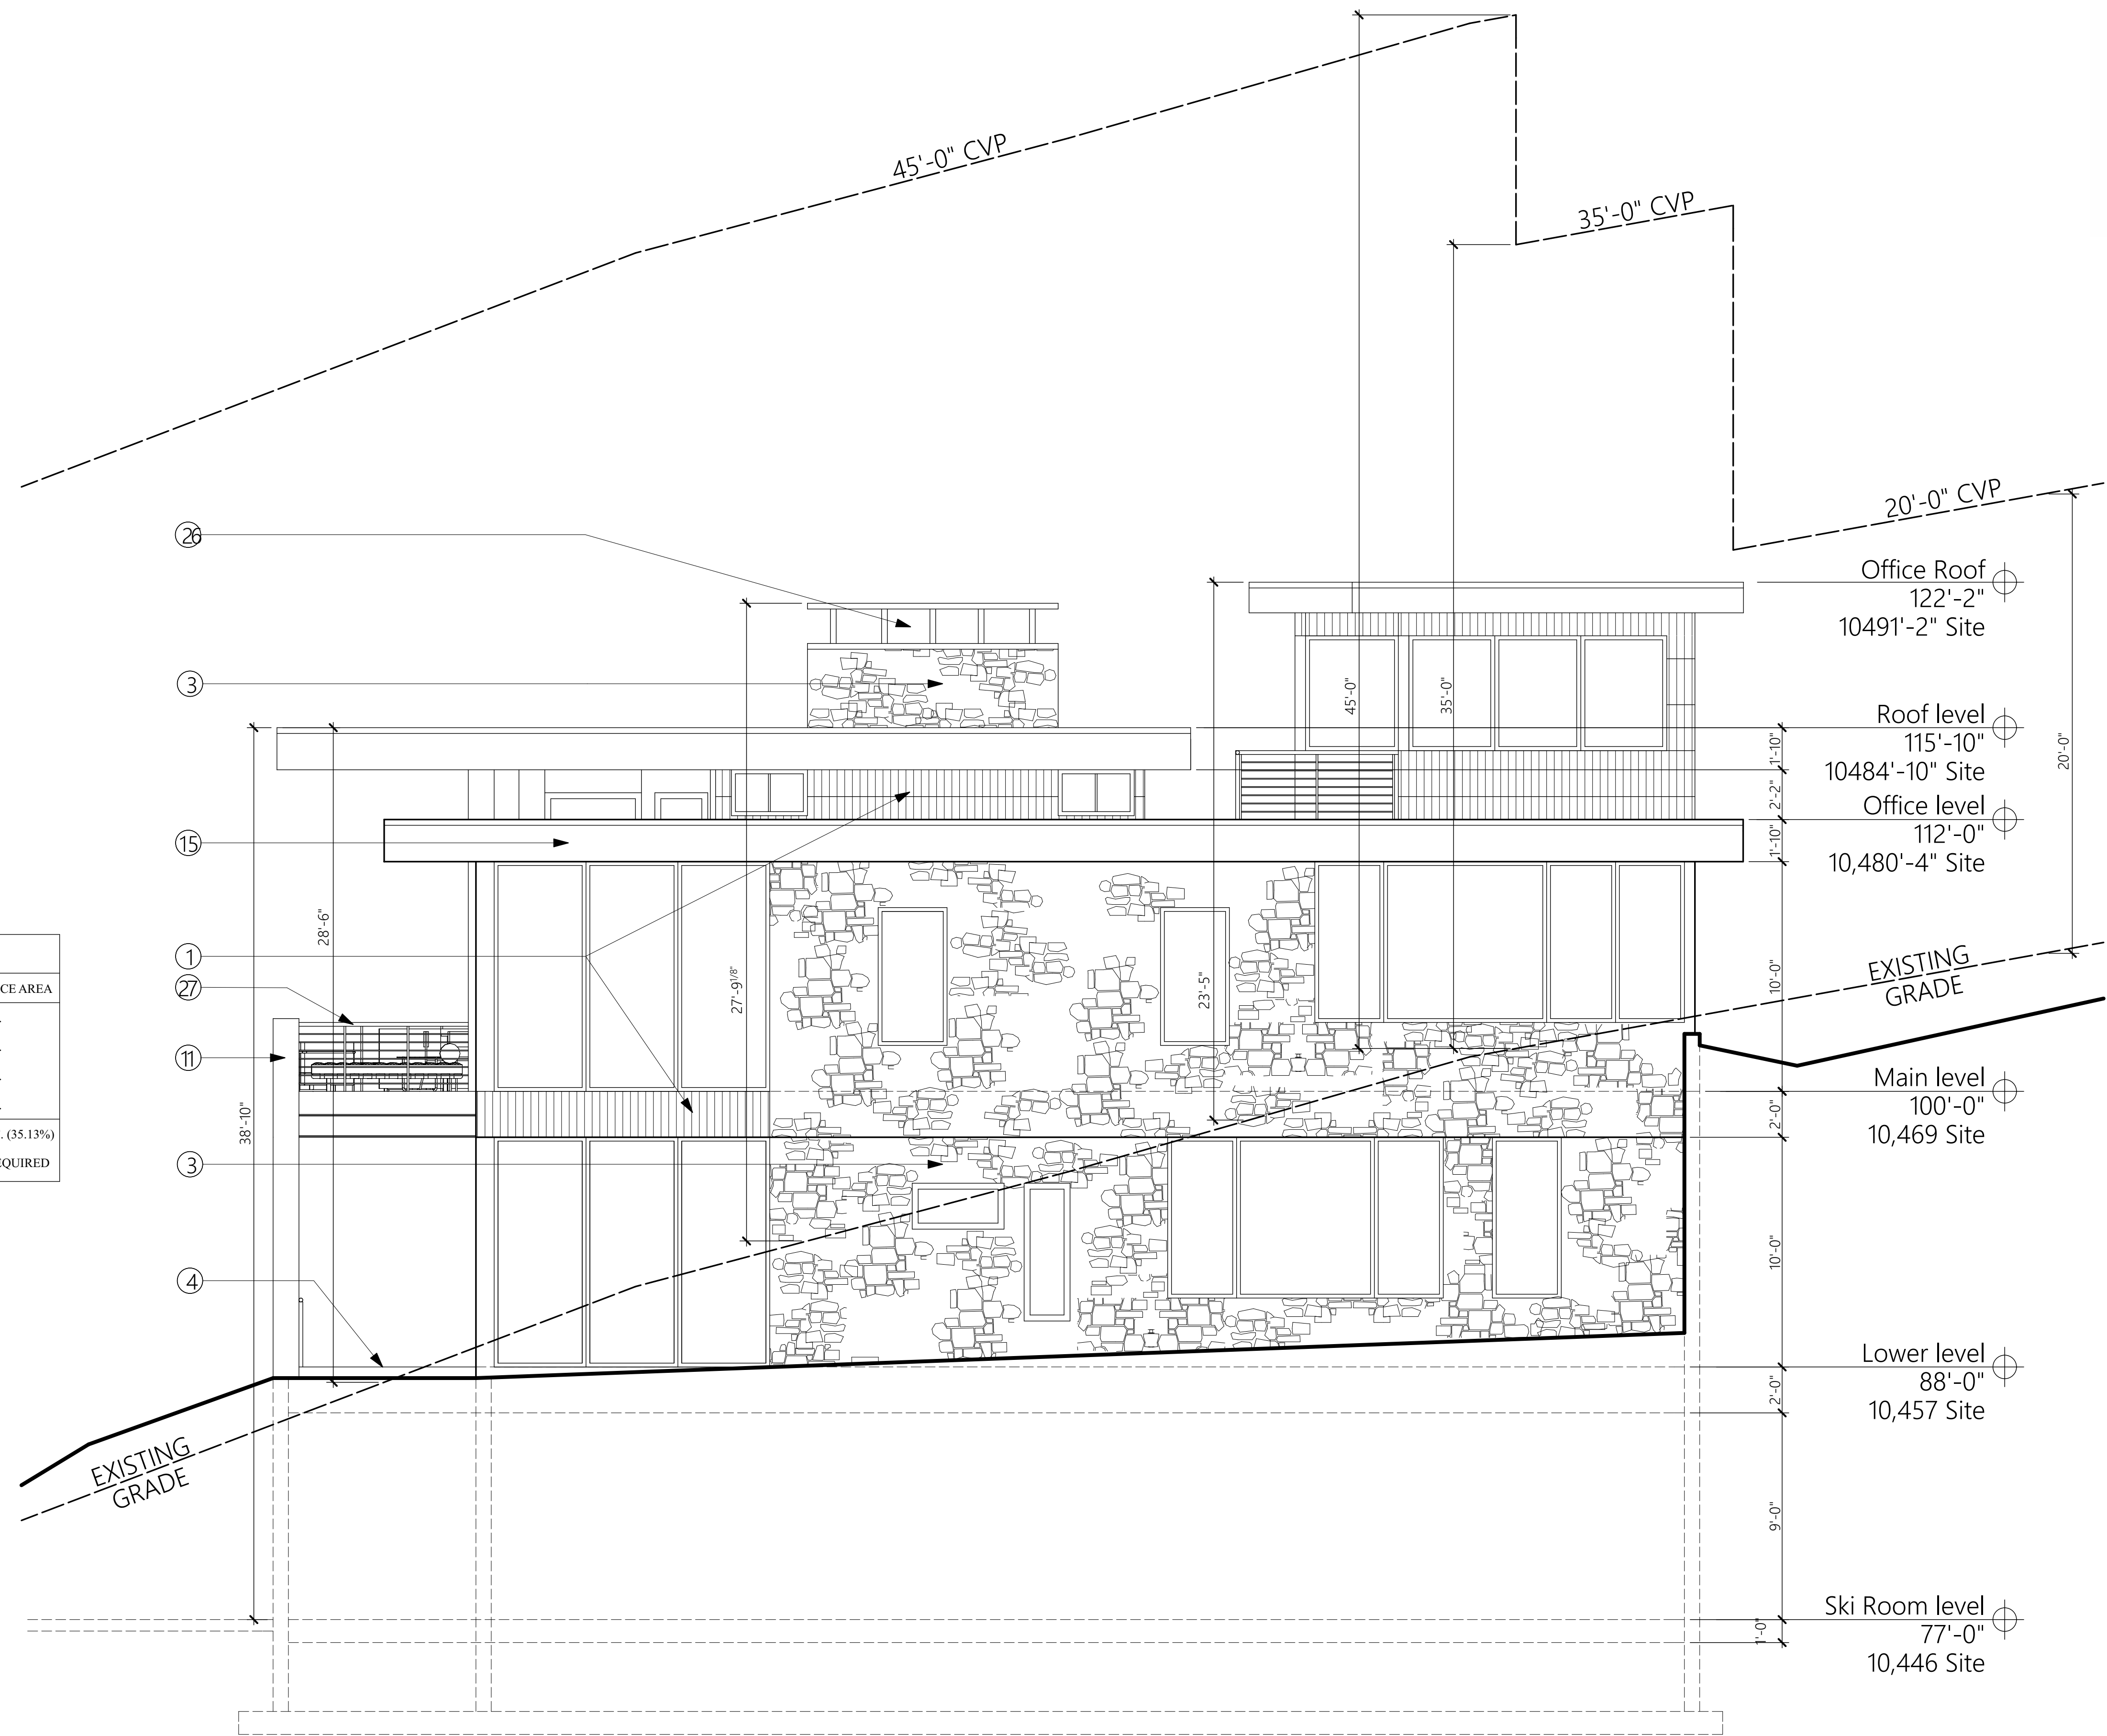 45'-0" CVP
35'-0" CVP
20'-0" CVP
26
Office Roof
122'-2"
10491'-2" Site
3
45'-0"
35'-0"
Roof level
115'-10"
10484'-10" Site
1'-10"
20'-0"
2'-2"
Office level
112'-0"
10,480'-4" Site
1'-10"
15
28'-6"
1
27
27'-9 1/8"
23'-5"
10'-0"
EXISTING
GRADE
CE AREA
11
Main level
100'-0"
10,469 Site
2'-0"
38'-10"
. (35.13%)
EQUIRED
3
10'-0"
4
Lower level
88'-0"
10,457 Site
2'-0"
EXISTING
GRADE
9'-0"
Ski Room level
77'-0"
10,446 Site
1'-0"